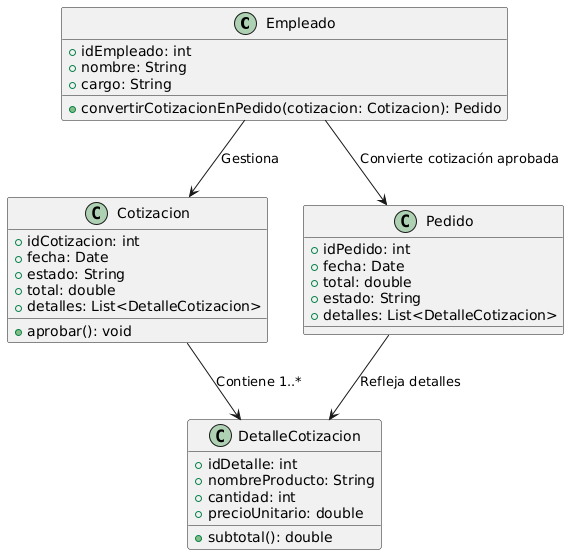 C Empleado
idEmpleado: int
nombre: String
cargo: String
convertirCotizacionEnPedido(cotizacion: Cotizacion): Pedido
Gestiona
Convierte cotización aprobada
C Cotizacion
idCotizacion: int
fecha: Date
estado: String
total: double
detalles: List<DetalleCotizacion>
aprobar(): void
C Pedido
idPedido: int
fecha: Date
total: double
estado: String
detalles: List<DetalleCotizacion>
Contiene 1..*
Refleja detalles
C DetalleCotizacion
idDetalle: int
nombreProducto: String
cantidad: int
precioUnitario: double
subtotal(): double